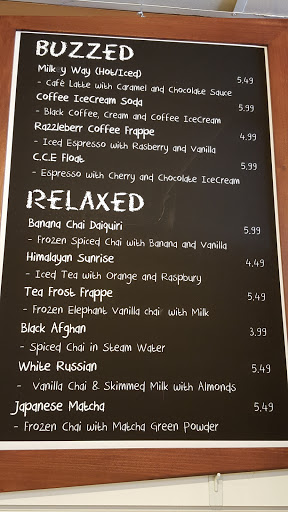 BUZZED
Milk y Way (Hot/Iced) 5.49
- Café Latte with Caramel and Chocolate Sauce
Coffee IceCream Soda 5.99
- Black Coffee, Cream and Coffee IceCream
Razzleberr Coffee Frappe 4.99
- Iced Espresso with Rasberry and Vanilla
C.C.E Float 5.99
- Espresso with Cherry and Chocolate IceCream
RELAXED
Banana Chai Daiquiri 5.99
- Frozen Spiced Chai with Banana and Vanilla
Himalayan Sunrise 4.49
- Iced Tea with Orange and Raspbury
Tea Frost Frappe 5.49
- Frozen Elephant Vanilla chai with Milk
Black Afghan 3.99
- Spiced Chai in Steam Water
White Russian 5.49
- Vanilla Chai & Skimmed Milk with Almonds
Japanese Matcha 5.49
- Frozen Chai with Matcha Green Powder